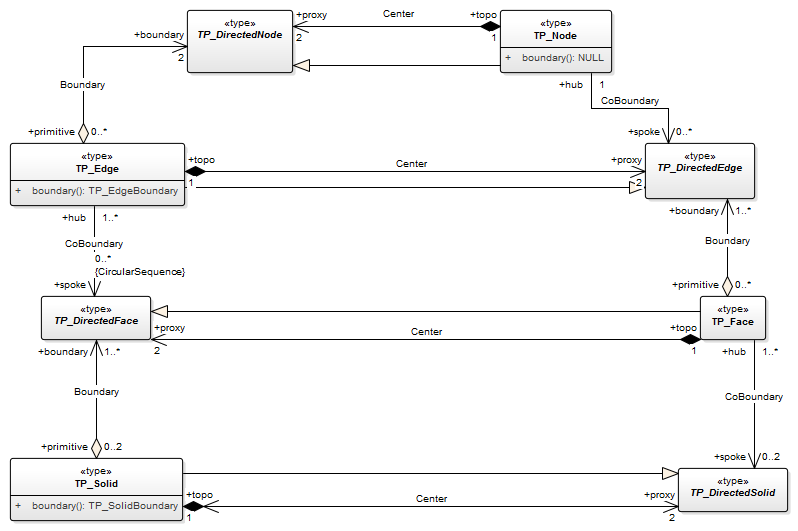 «type»
TP_DirectedNode
+boundary
2
+proxy
2
Center
+topo
1
«type»
TP_Node
+ boundary(): NULL
+hub
1
CoBoundary
+spoke
0..*
Boundary
+primitive
0..*
«type»
TP_Edge
+ boundary(): TP_EdgeBoundary
+topo
1
Center
+proxy
2
«type»
TP_DirectedEdge
+hub
1..*
CoBoundary
0..*
{CircularSequence}
+spoke
+boundary
1..*
Boundary
+primitive
0..*
«type»
TP_DirectedFace
+proxy
2
Center
+topo
1
«type»
TP_Face
+boundary
1..*
Boundary
+primitive
0..2
+hub
1..*
CoBoundary
+spoke
0..2
«type»
TP_Solid
+ boundary(): TP_SolidBoundary
+topo
1
Center
+proxy
2
«type»
TP_DirectedSolid